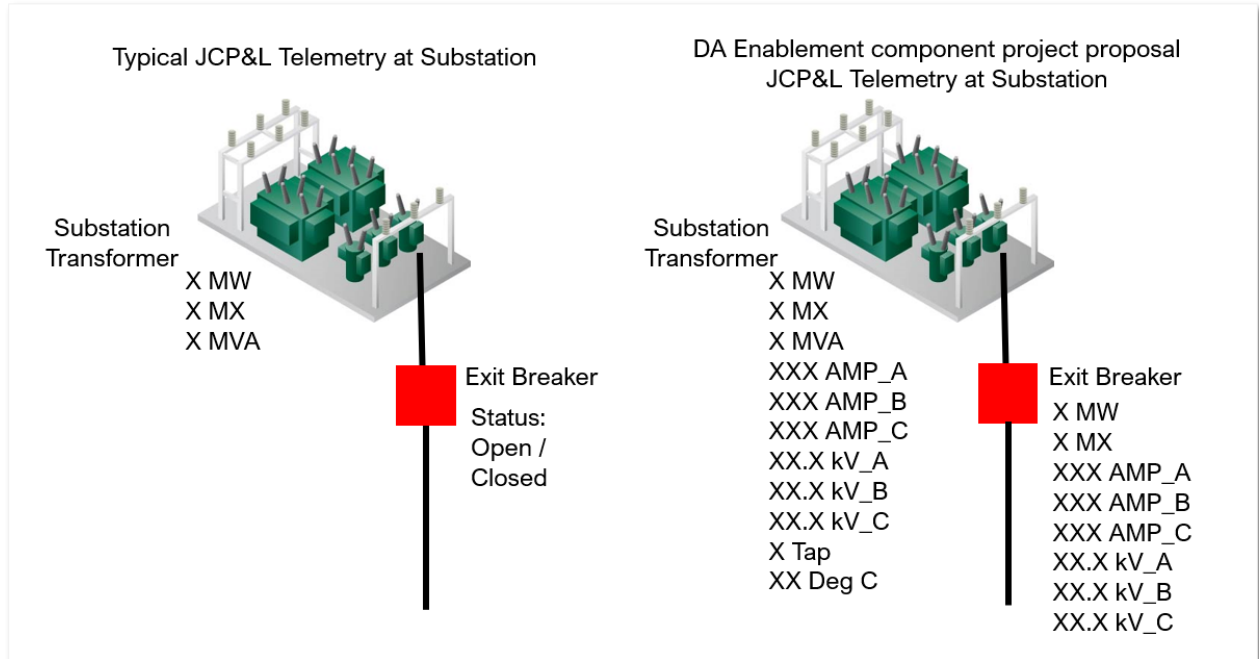 Typical JCP&L Telemetry at Substation
Substation
Transformer
X MW
X MX
X MVA
Exit Breaker
Status:
Open /
Closed
DA Enablement component project proposal
JCP&L Telemetry at Substation
Substation
Transformer
X MW
X MX
X MVA
XXX AMP_A
XXX AMP_B
XXX AMP_C
XX.X kV_A
XX.X kV_B
XX.X kV_C
X Tap
XX Deg C
Exit Breaker
X MW
X MX
XXX AMP_A
XXX AMP_B
XXX AMP_C
XX.X kV_A
XX.X kV_B
XX.X kV_C